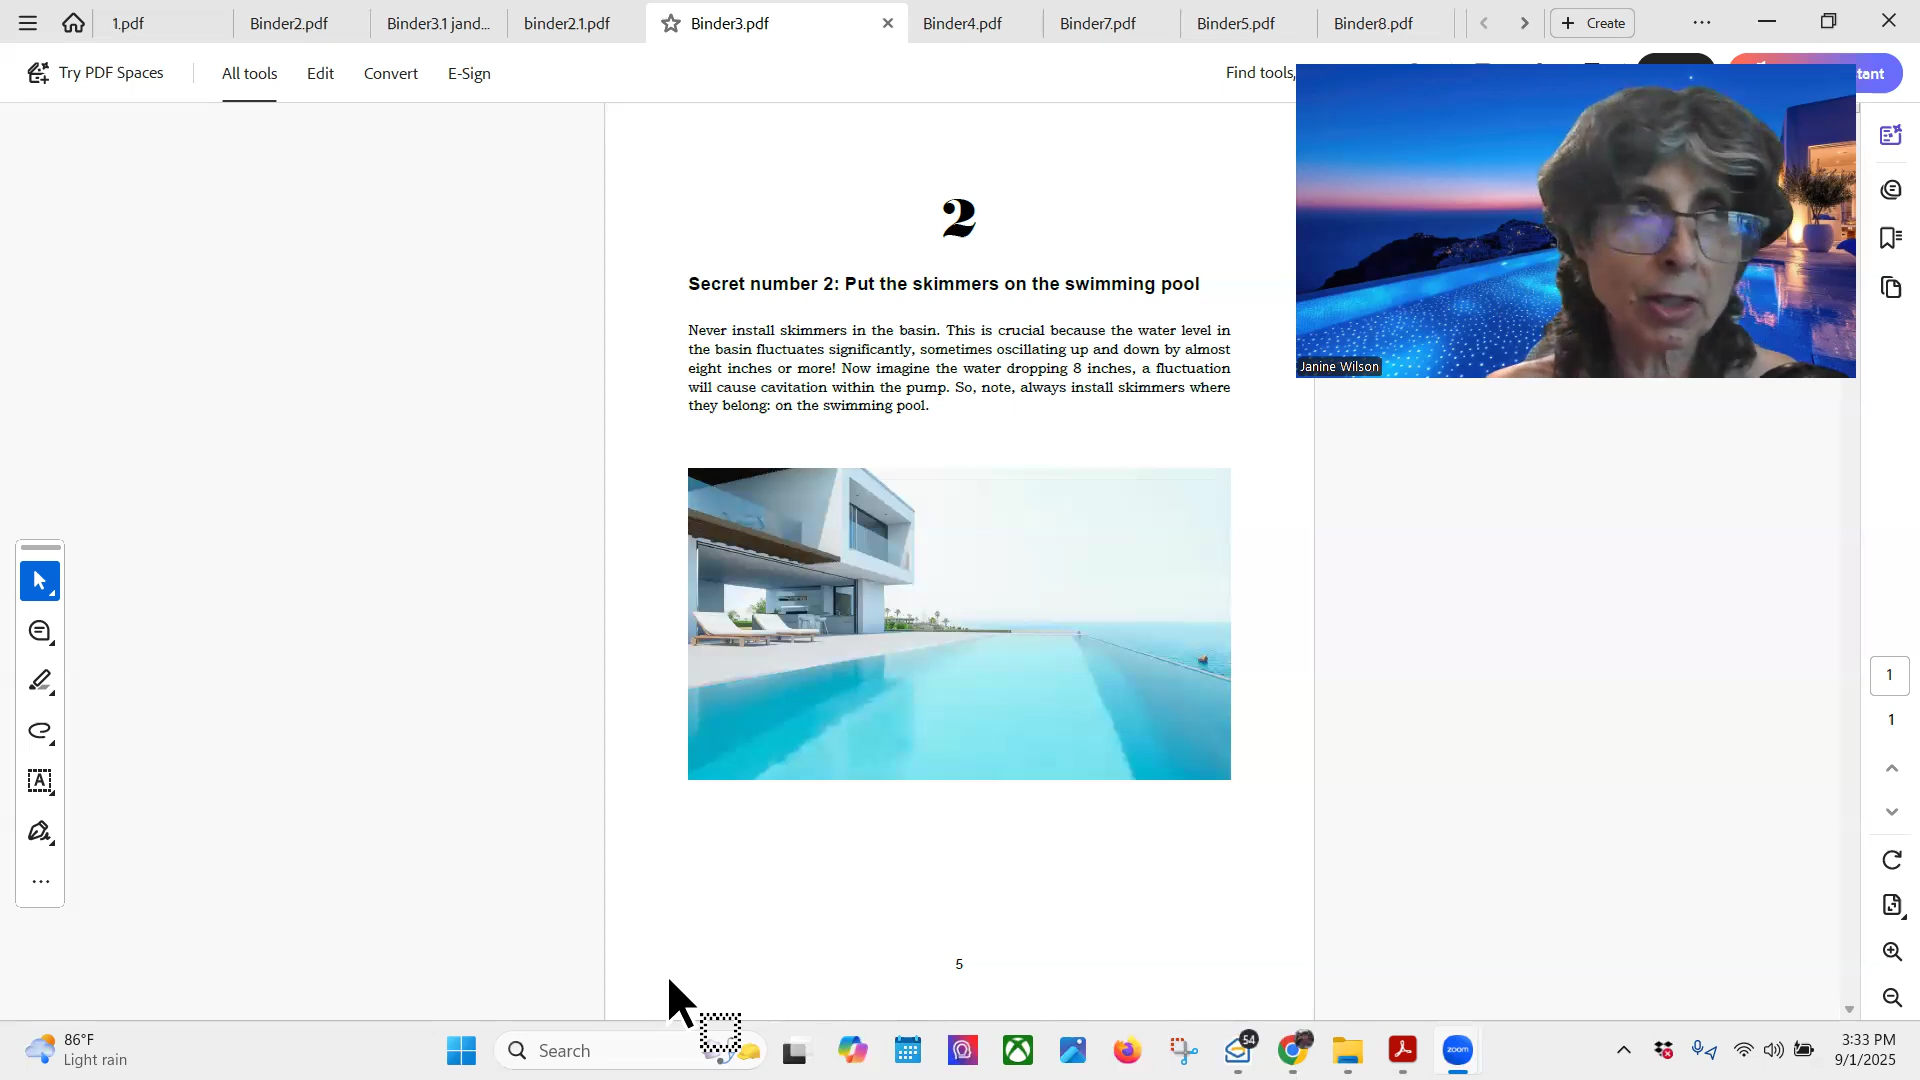 1.pdf
Binder2.pdf
Binder3.1 jand...
binder2.1.pdf
Binder3.pdf
Binder4.pdf
Binder7.pdf
Binder5.pdf
Binder8.pdf
Create
Try PDF Spaces
All tools
Edit
Convert
E-Sign
Find tools,
tant
2
Secret number 2: Put the skimmers on the swimming pool
Never install skimmers in the basin. This is crucial because the water level in
the basin fluctuates significantly, sometimes oscillating up and down by almost
eight inches or more! Now imagine the water dropping 8 inches, a fluctuation
will cause cavitation within the pump. So, note, always install skimmers where
they belong: on the swimming pool.
Janine Wilson
A
1
1
5
86°F
Light rain
Search
54
zoom
3:33 PM
9/1/2025